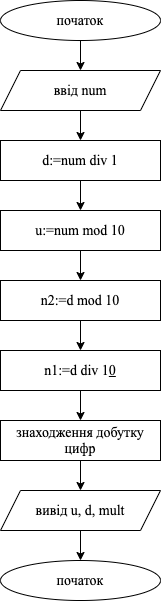 початок
ввід num
d:=num div 1
u:=num mod 10
n2:=d mod 10
n1:=d div 10
знаходження добутку
цифр
вивід u, d, mult
початок